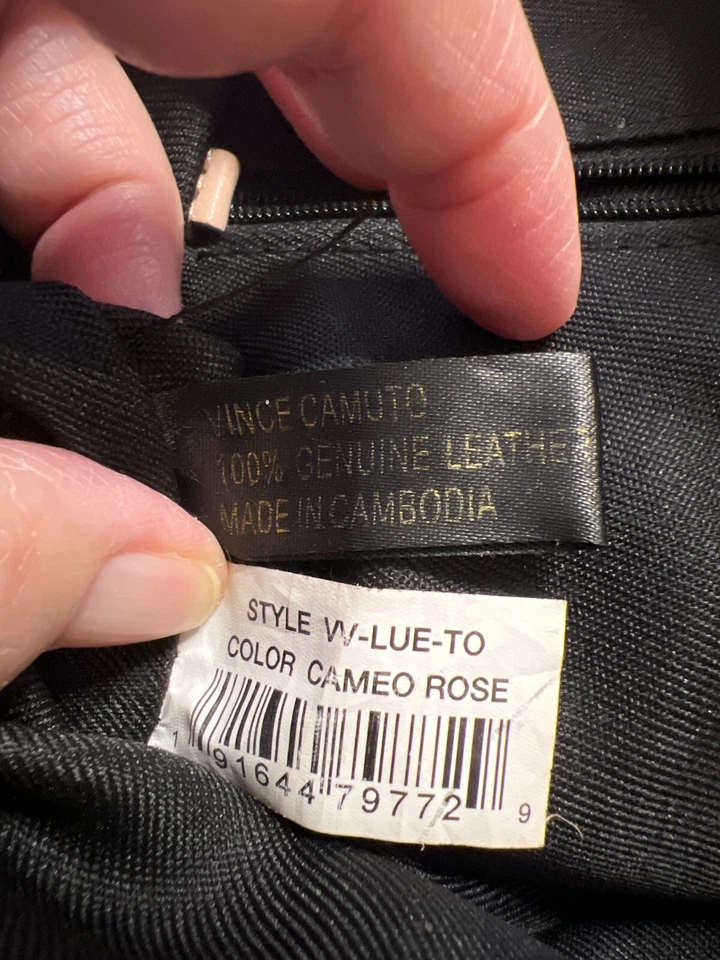 VINCE CAMUTO
100% GENUINE LEATHER
MADE IN CAMBODIA
STYLE VV-LUE-TO
COLOR CAMEO ROSE
1 91644 79772 9